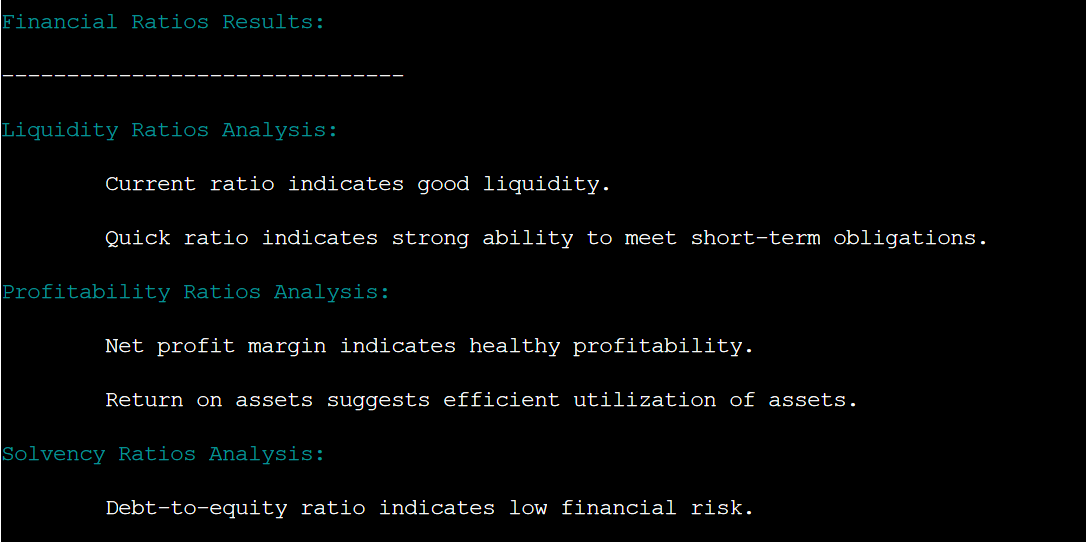 Financial Ratios Results:
-------------------------------
Liquidity Ratios Analysis:
Current ratio indicates good liquidity.
Quick ratio indicates strong ability to meet short-term obligations.
Profitability Ratios Analysis:
Net profit margin indicates healthy profitability.
Return on assets suggests efficient utilization of assets.
Solvency Ratios Analysis:
Debt-to-equity ratio indicates low financial risk.